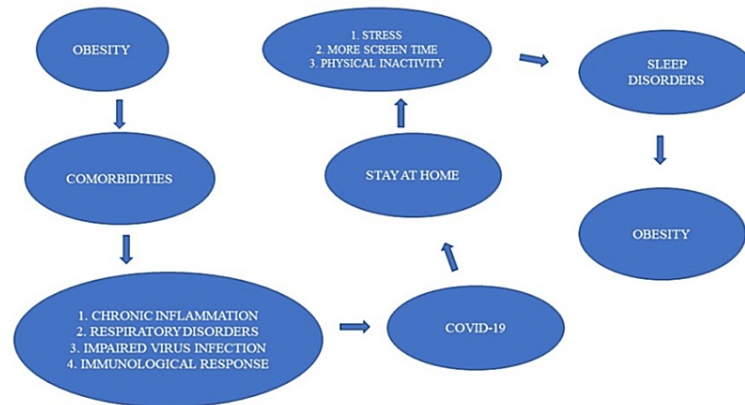 OBESITY
COMORBIDITIES
1. CHRONIC INFLAMMATION
2. RESPIRATORY DISORDERS
3. IMPAIRED VIRUS INFECTION
4. IMMUNOLOGICAL RESPONSE
COVID-19
STAY AT HOME
1. STRESS
2. MORE SCREEN TIME
3. PHYSICAL INACTIVITY
SLEEP
DISORDERS
OBESITY